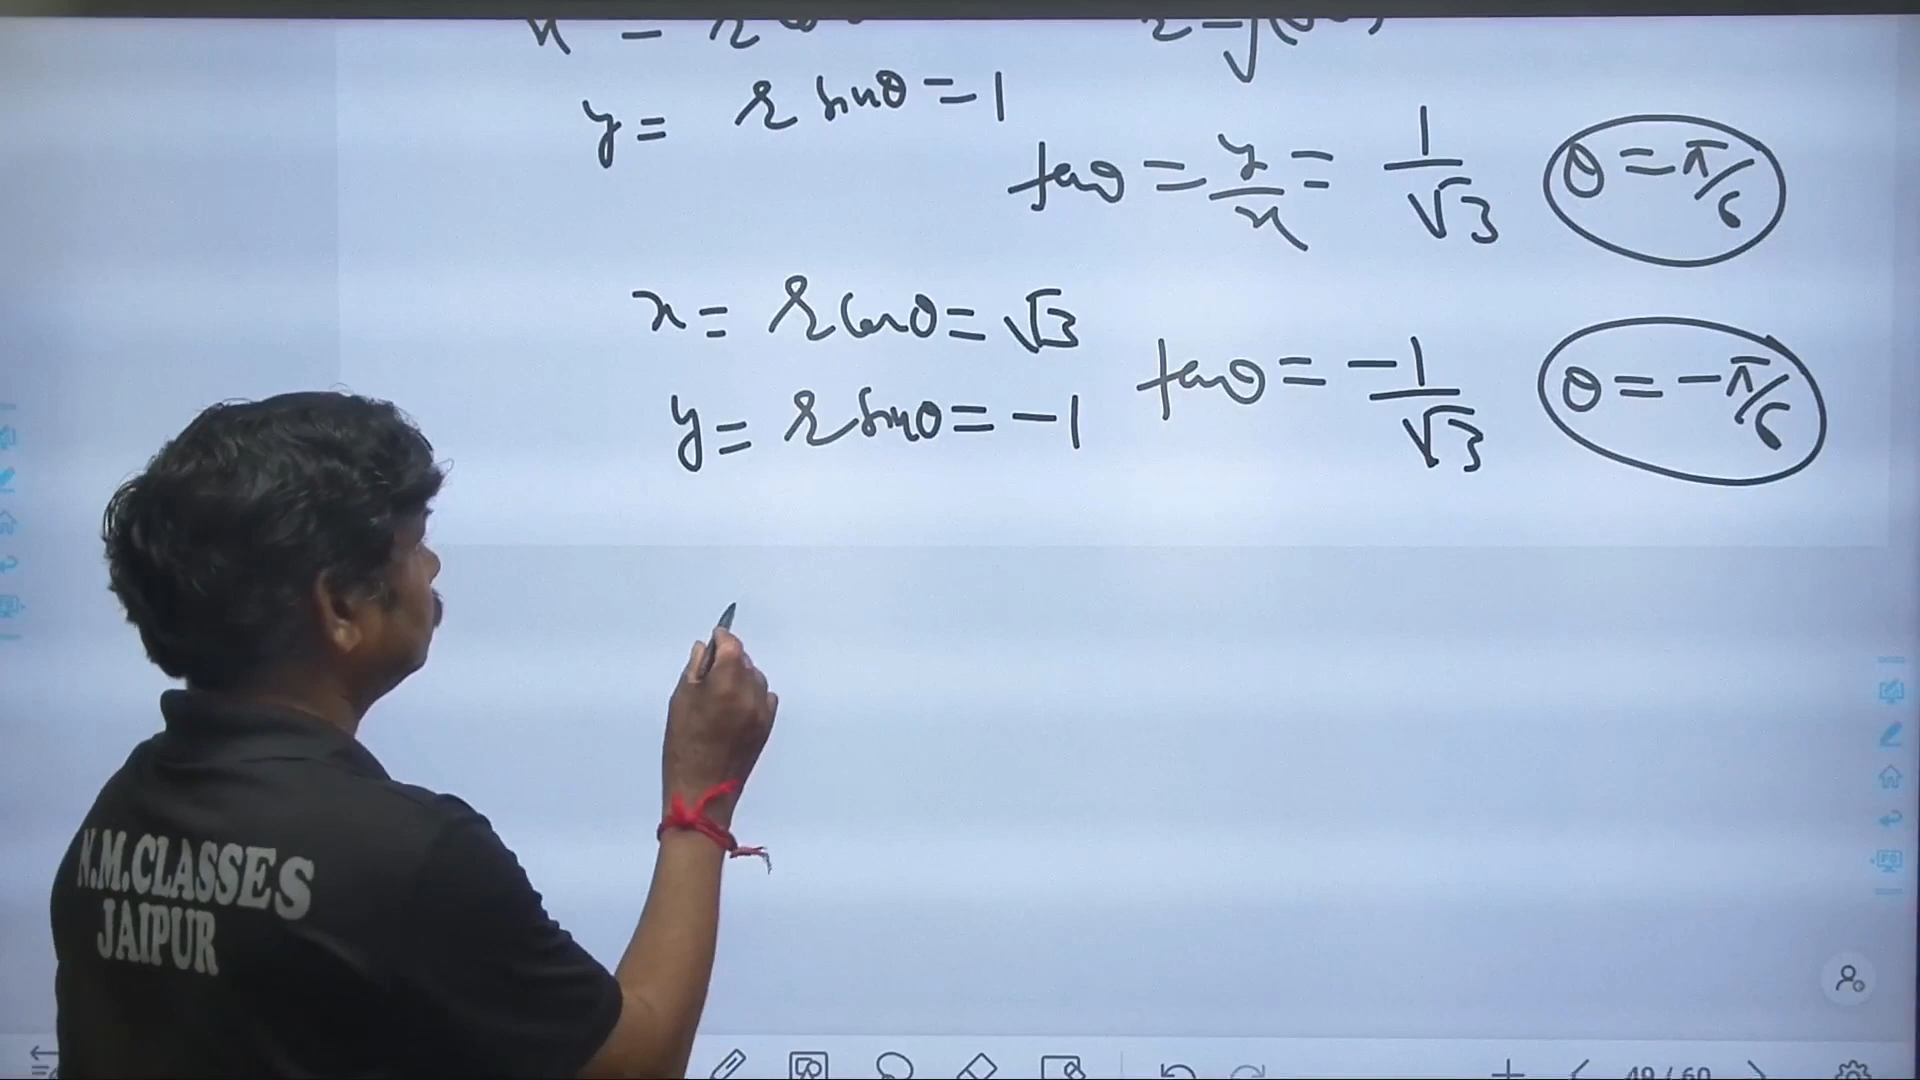 y = r sinθ = 1
tanθ = y/x = 1/√3 θ = π/6
x = r cosθ = √3
y = r sinθ = -1 tanθ = -1/√3 θ = -π/6
N.M.CLASSES
JAIPUR